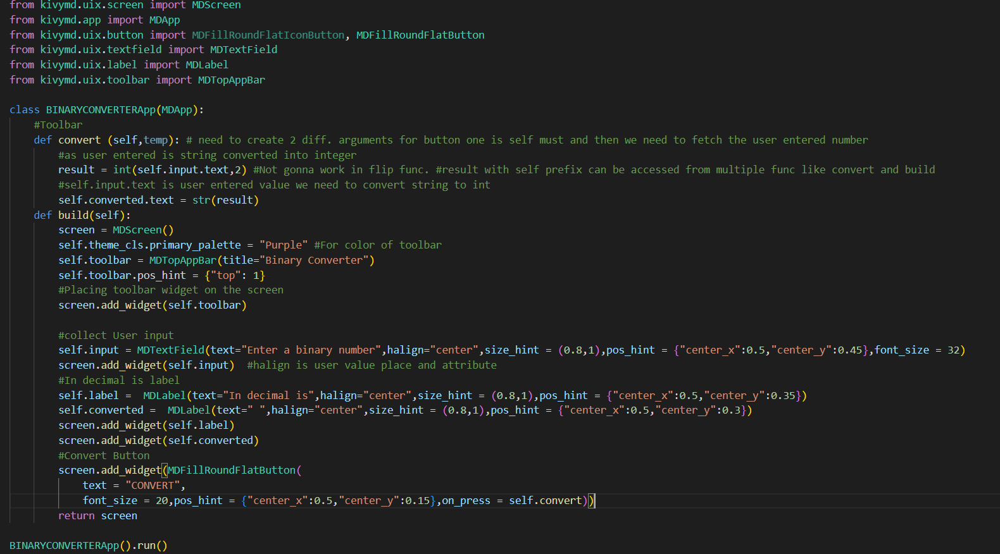 from kivymd.uix.screen import MDScreen
from kivymd.app import MDApp
from kivymd.uix.button import MDFillRoundFlatIconButton, MDFillRoundFlatButton
from kivymd.uix.textfield import MDTextField
from kivymd.uix.label import MDLabel
from kivymd.uix.toolbar import MDTopAppBar

class BINARYCONVERTERApp(MDApp):
    #Toolbar
    def convert (self,temp): # need to create 2 diff. arguments for button one is self must and then we need to fetch the user entered number
        #as user entered is string converted into integer
        result = int(self.input.text,2) #Not gonna work in flip func. #result with self prefix can be accessed from multiple func like convert and build
        #self.input.text is user entered value we need to convert string to int
        self.converted.text = str(result)
    def build(self):
        screen = MDScreen()
        self.theme_cls.primary_palette = "Purple" #For color of toolbar
        self.toolbar = MDTopAppBar(title="Binary Converter")
        self.toolbar.pos_hint = {"top": 1}
        #Placing toolbar widget on the screen
        screen.add_widget(self.toolbar)

        #collect User input
        self.input = MDTextField(text="Enter a binary number",halign="center",size_hint = (0.8,1),pos_hint = {"center_x":0.5,"center_y":0.45},font_size = 32)
        screen.add_widget(self.input)  #halign is user value place and attribute
        #In decimal is label
        self.label =  MDLabel(text="In decimal is",halign="center",size_hint = (0.8,1),pos_hint = {"center_x":0.5,"center_y":0.35})
        self.converted =  MDLabel(text=" ",halign="center",size_hint = (0.8,1),pos_hint = {"center_x":0.5,"center_y":0.3})
        screen.add_widget(self.label)
        screen.add_widget(self.converted)
        #Convert Button
        screen.add_widget(MDFillRoundFlatButton(
            text = "CONVERT",
            font_size = 20,pos_hint = {"center_x":0.5,"center_y":0.15},on_press = self.convert))
        return screen

BINARYCONVERTERApp().run()